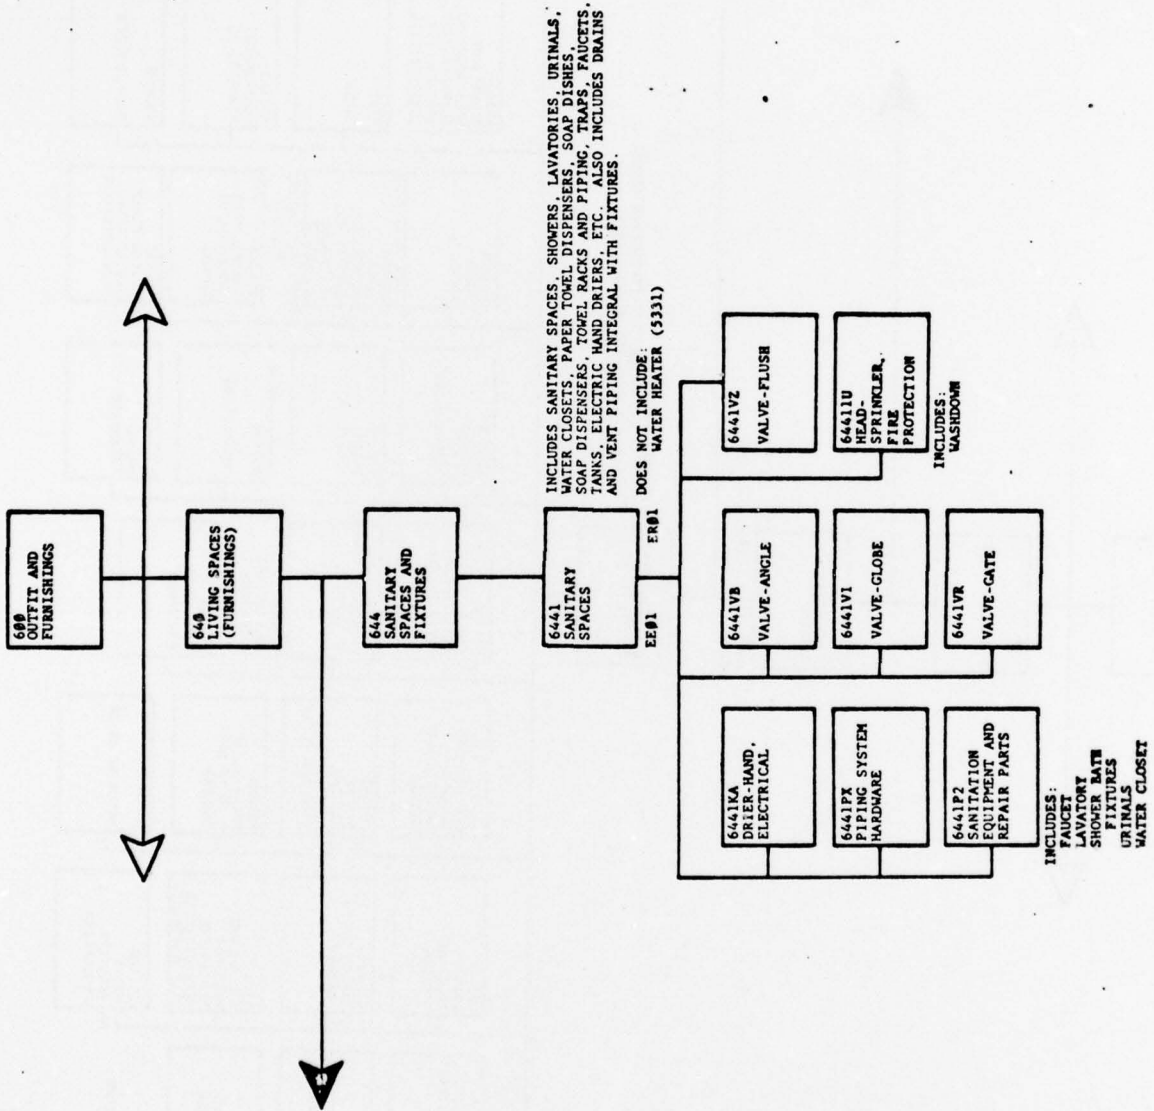 600
OUTFIT AND
FURNISHINGS
640
LIVING SPACES
(FURNISHINGS)
644
SANITARY
SPACES AND
FIXTURES
6441
SANITARY
SPACES
INCLUDES SANITARY SPACES, SHOWERS, LAVATORIES, URINALS,
WATER CLOSETS, PAPER TOWEL DISPENSERS, SOAP DISHES,
SOAP DISPENSERS, TOWEL RACKS AND PIPING, TRAPS, FAUCETS,
TANKS, ELECTRIC HAND DRIERS, ETC. ALSO INCLUDES DRAINS
AND VENT PIPING INTEGRAL WITH FIXTURES.
DOES NOT INCLUDE:
WATER HEATER (5331)
EE01
ER01
6441KA
DRIER-HAND,
ELECTRICAL
6441PX
PIPING SYSTEM
HARDWARE
6441P2
SANITATION
EQUIPMENT AND
REPAIR PARTS
INCLUDES:
FAUCET
LAVATORY
SHOWER BATH
FIXTURES
URINALS
WATER CLOSET
6441VB
VALVE-ANGLE
6441V1
VALVE-GLOBE
6441VR
VALVE-GATE
6441VZ
VALVE-FLUSH
64411U
HEAD-
SPRINKLER,
FIRE
PROTECTION
INCLUDES:
WASHDOWN